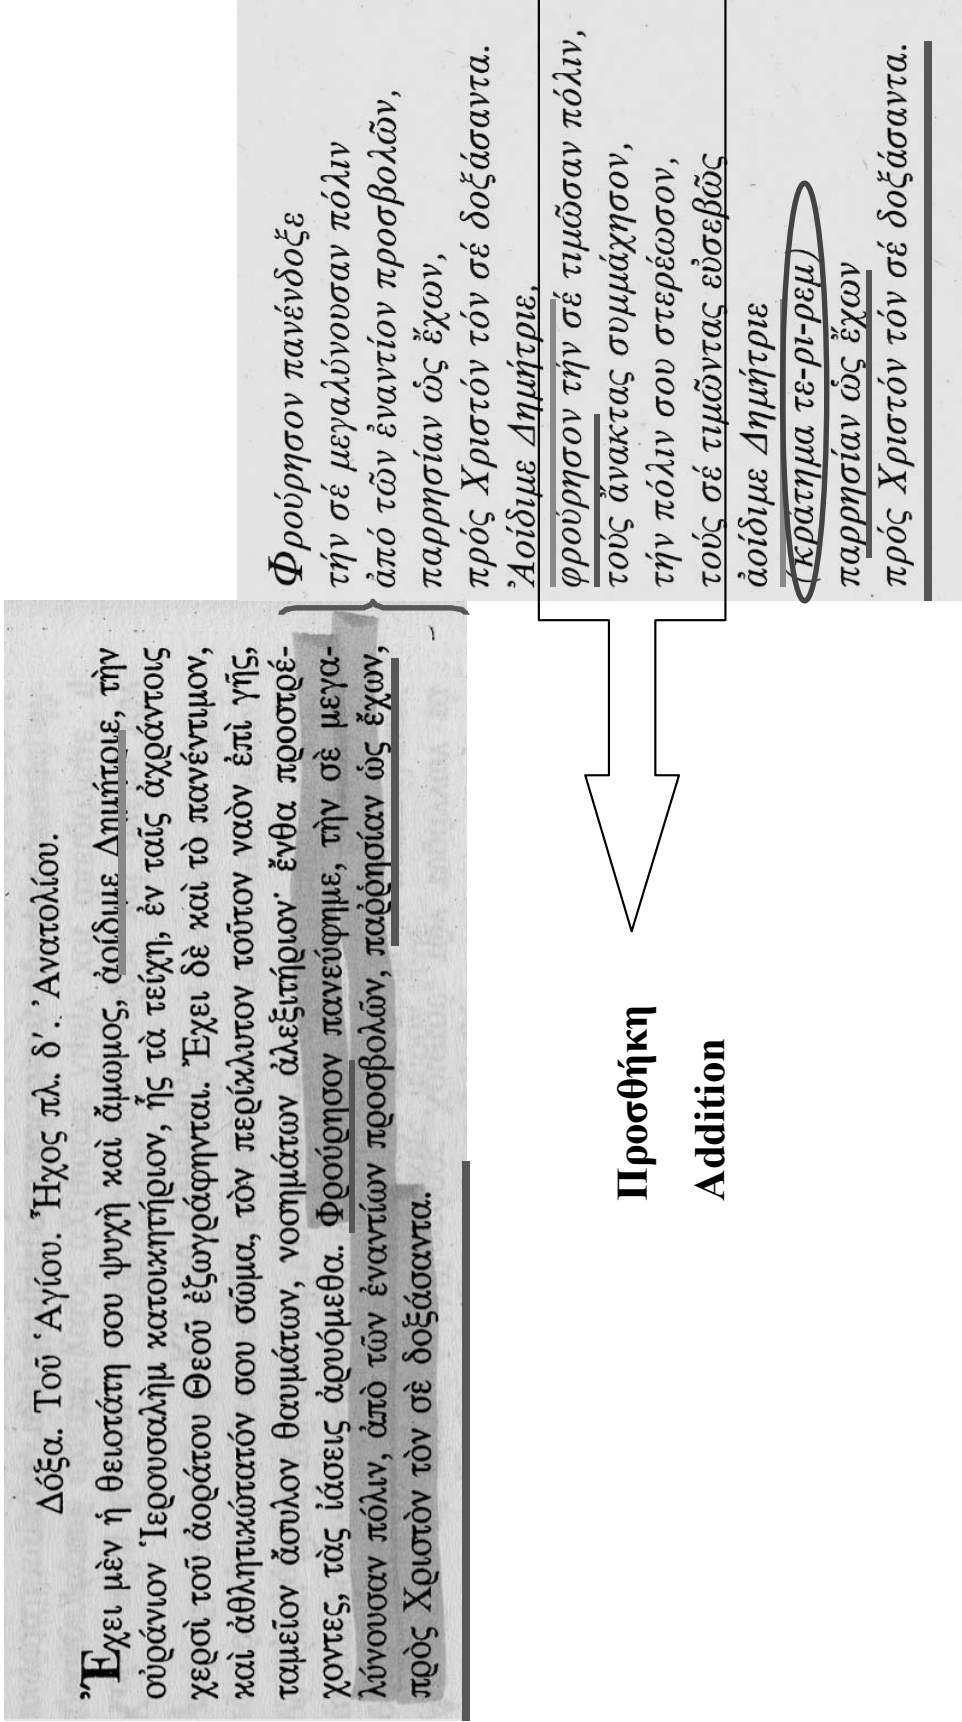 Δόξα. Τοῦ Ἁγίου. Ἦχος πλ. δ΄. Ἀνατολίου.
Ἔχει μὲν ἡ θειοτάτη σου ψυχὴ καὶ ἄμωμος, ἀοίδιμε Δημήτριε, τὴν
οὐράνιον Ἱερουσαλὴμ κατοικητήριον, ἧς τὰ τείχη, ἐν ταῖς ἀχράντοις
χερσὶ τοῦ ἀοράτου Θεοῦ ἐζωγράφηνται. Ἔχει δὲ καὶ τὸ πανέντιμον,
καὶ ἀθλητικώτατόν σου σῶμα, τὸν περίκλυτον τοῦτον ναὸν ἐπὶ γῆς,
ταμεῖον ἄσυλον θαυμάτων, νοσημάτων ἀλεξιτήριον· ἔνθα προστρέ-
χοντες, τὰς ἰάσεις ἀρυόμεθα. Φρούρησον πανεύφημε, τὴν σὲ μεγα-
λύνουσαν πόλιν, ἀπὸ τῶν ἐναντίων προσβολῶν, παῤῥησίαν ὡς ἔχων,
πρὸς Χριστὸν τὸν σὲ δοξάσαντα.
Φρούρησον πανένδοξε
τήν σέ μεγαλύνουσαν πόλιν
ἀπό τῶν ἐναντίον προσβολῶν,
παρρησίαν ὡς ἔχων,
πρός Χριστόν τόν σέ δοξάσαντα.
Ἀοίδιμε Δημήτριε,
φρούρησον τήν σέ τιμῶσαν πόλιν,
τούς ἄνακτας συμμάχησον,
τήν πόλιν σου στερέωσον,
τούς σέ τιμῶντας εὐσεβῶς
ἀοίδιμε Δημήτριε
(κράτημα τε-ρι-ρεμ)
παρρησίαν ὡς ἔχων
πρός Χριστόν τόν σέ δοξάσαντα.
Προσθήκη
Addition